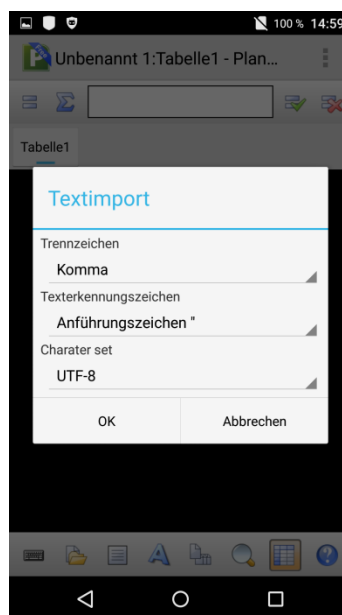 100 % 14:59
Unbenannt 1:Tabelle1 - Plan...
Tabelle1
Textimport
Trennzeichen
Komma
Texterkennungszeichen
Anführungszeichen "
Charater set
UTF-8
OK Abbrechen